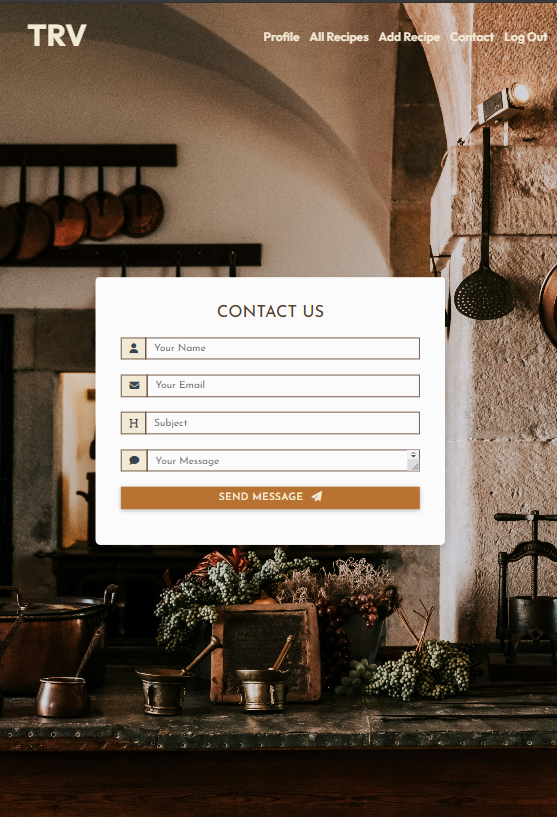 TRV
Profile All Recipes Add Recipe Contact Log Out
CONTACT US
Your Name
Your Email
H Subject
Your Message
SEND MESSAGE